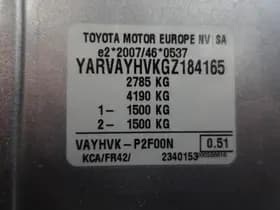 TOYOTA MOTOR EUROPE NV SA
e2*2007/46*0537
YARVAYHVKGZ184165
2785 KG
4190 KG
1- 1500 KG
2- 1500 KG
VAYHVK-P2F00N 0.51
KCA/FR42/ 2340153